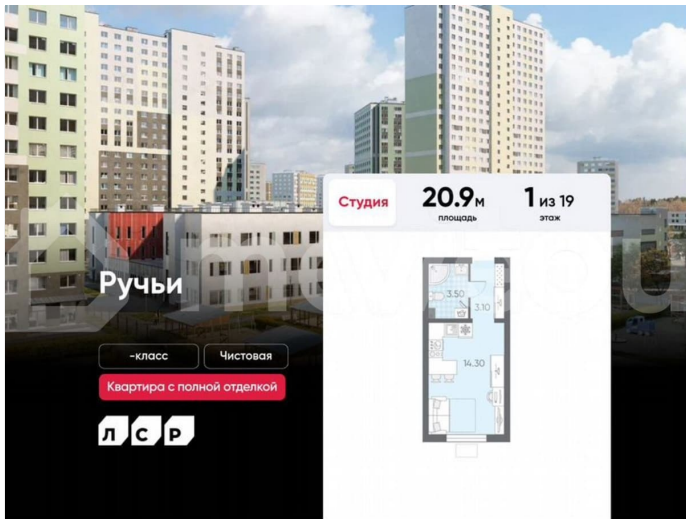 Студия
20.9 м
площадь
1 из 19
этаж
Ручьи
-класс
Чистовая
Квартира с полной отделкой
ЛСР
3.50
3.10
14.30